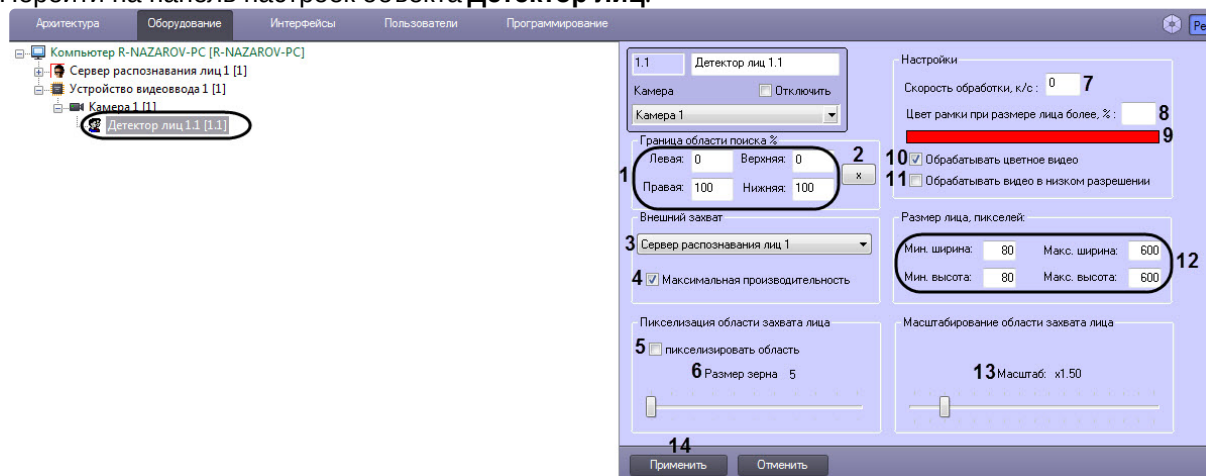 Перейти на панель настроек объекта Детектор лиц.
Архитектура Оборудование Интерфейсы Пользователи Программирование
Компьютер R-NAZAROV-PC [R-NAZAROV-PC]
Сервер распознавания лиц 1 [1]
Устройство видеоввода 1 [1]
Камера 1 [1]
Детектор лиц 1.1 [1.1]
1.1 Детектор лиц 1.1
Камера Отключить
Камера 1
Граница области поиска %
1 Левая: 0 Верхняя: 0 2
Правая: 100 Нижняя: 100 x
Внешний захват
3 Сервер распознавания лиц 1
4 Максимальная производительность
Пикселизация области захвата лица
5 пикселизировать область
6 Размер зерна 5
Настройки
Скорость обработки, к/с : 0 7
Цвет рамки при размере лица более, % : 8
9
10 Обрабатывать цветное видео
11 Обрабатывать видео в низком разрешении
Размер лица, пикселей:
Мин. ширина: 80 Макс. ширина: 600
12
Мин. высота: 80 Макс. высота: 600
Масштабирование области захвата лица
13 Масштаб: x1.50
14
Применить Отменить